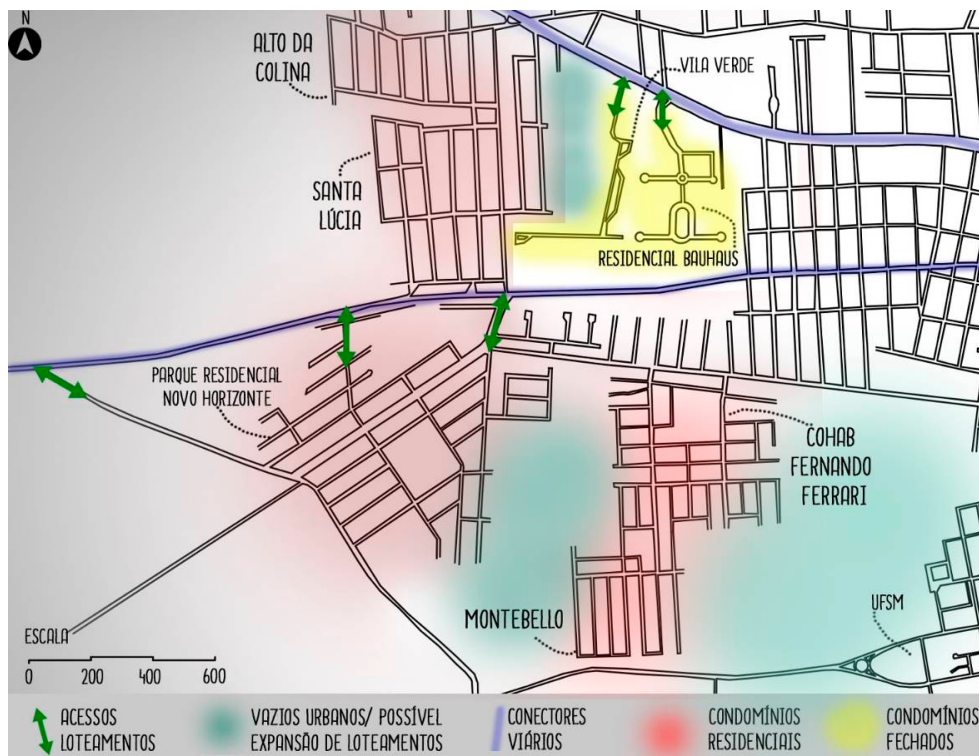 N
ALTO DA
COLINA
VILA VERDE
SANTA
LÚCIA
RESIDENCIAL BAUHAUS
PARQUE RESIDENCIAL
NOVO HORIZONTE
COHAB
FERNANDO
FERRARI
MONTEBELLO
UFSM
ESCALA
0 200 400 600
ACESSOS
LOTEAMENTOS
VAZIOS URBANOS/ POSSÍVEL
EXPANSÃO DE LOTEAMENTOS
CONECTORES
VIÁRIOS
CONDOMÍNIOS
RESIDENCIAIS
CONDOMÍNIOS
FECHADOS